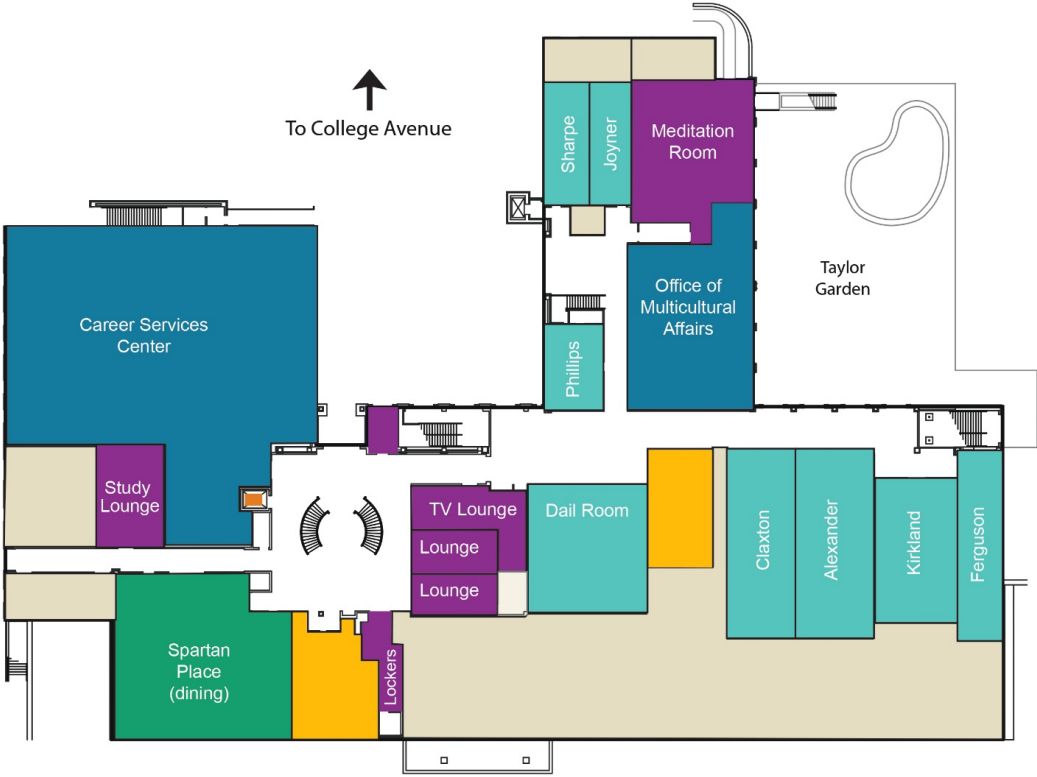 To College Avenue
Sharpe
Joyner
Meditation
Room
Taylor
Garden
Office of
Multicultural
Affairs
Career Services
Center
Phillips
Study
Lounge
TV Lounge
Lounge
Lounge
Dail Room
Claxton
Alexander
Kirkland
Ferguson
Spartan
Place
(dining)
Lockers